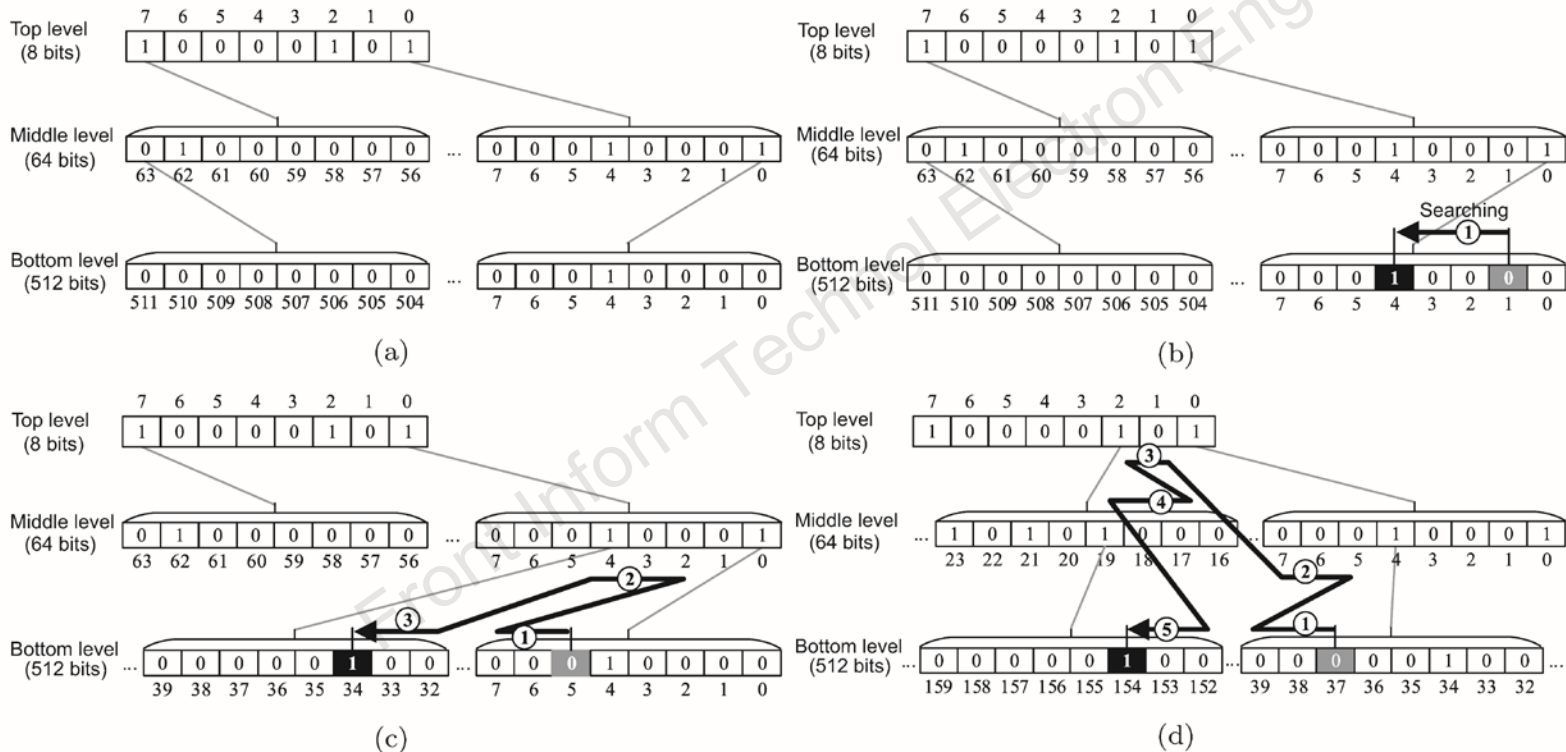 7 6 5 4 3 2 1 0
Top level
(8 bits)
1 0 0 0 0 1 0 1
Middle level
(64 bits)
0 1 0 0 0 0 0 0 ... 0 0 0 1 0 0 0 1
63 62 61 60 59 58 57 56 7 6 5 4 3 2 1 0
Bottom level
(512 bits)
0 0 0 0 0 0 0 0 ... 0 0 0 1 0 0 0 0
511 510 509 508 507 506 505 504 7 6 5 4 3 2 1 0
(a)
7 6 5 4 3 2 1 0
Top level
(8 bits)
1 0 0 0 0 1 0 1
Middle level
(64 bits)
0 1 0 0 0 0 0 0 ... 0 0 0 1 0 0 0 1
63 62 61 60 59 58 57 56 7 6 5 4 3 2 1 0
Searching
1
Bottom level
(512 bits)
0 0 0 0 0 0 0 0 ... 0 0 0 1 0 0 0 0
511 510 509 508 507 506 505 504 7 6 5 4 3 2 1 0
(b)
7 6 5 4 3 2 1 0
Top level
(8 bits)
1 0 0 0 0 1 0 1
Middle level
(64 bits)
0 1 0 0 0 0 0 0 ... 0 0 0 1 0 0 0 1
63 62 61 60 59 58 57 56 7 6 5 4 3 2 1 0
2
3 1
Bottom level
(512 bits)
... 0 0 0 0 0 1 0 0 ... 0 0 0 1 0 0 0 0
39 38 37 36 35 34 33 32 7 6 5 4 3 2 1 0
(c)
7 6 5 4 3 2 1 0
Top level
(8 bits)
1 0 0 0 0 1 0 1
3
4
Middle level
(64 bits)
... 1 0 1 0 1 0 0 0 ... 0 0 0 1 0 0 0 1
23 22 21 20 19 18 17 16 7 6 5 4 3 2 1 0
2
5 1
Bottom level
(512 bits)
... 0 0 0 0 0 1 0 0 ... 0 0 0 0 0 1 0 0 ...
159 158 157 156 155 154 153 152 39 38 37 36 35 34 33 32
(d)
Front Inform Technol Electron Eng